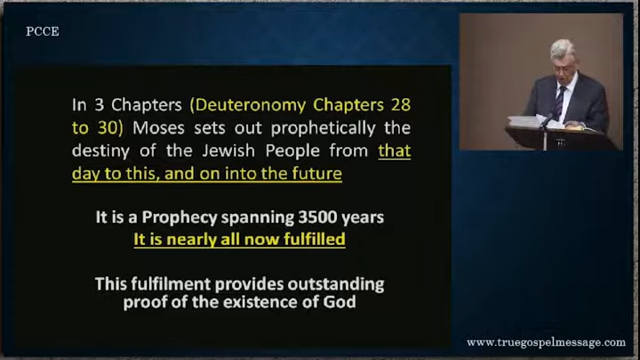 PCCE
In 3 Chapters (Deuteronomy Chapters 28
to 30) Moses sets out prophetically the
destiny of the Jewish People from that
day to this, and on into the future
It is a Prophecy spanning 3500 years
It is nearly all now fulfilled
This fulfilment provides outstanding
proof of the existence of God
www.truegospelmessage.com